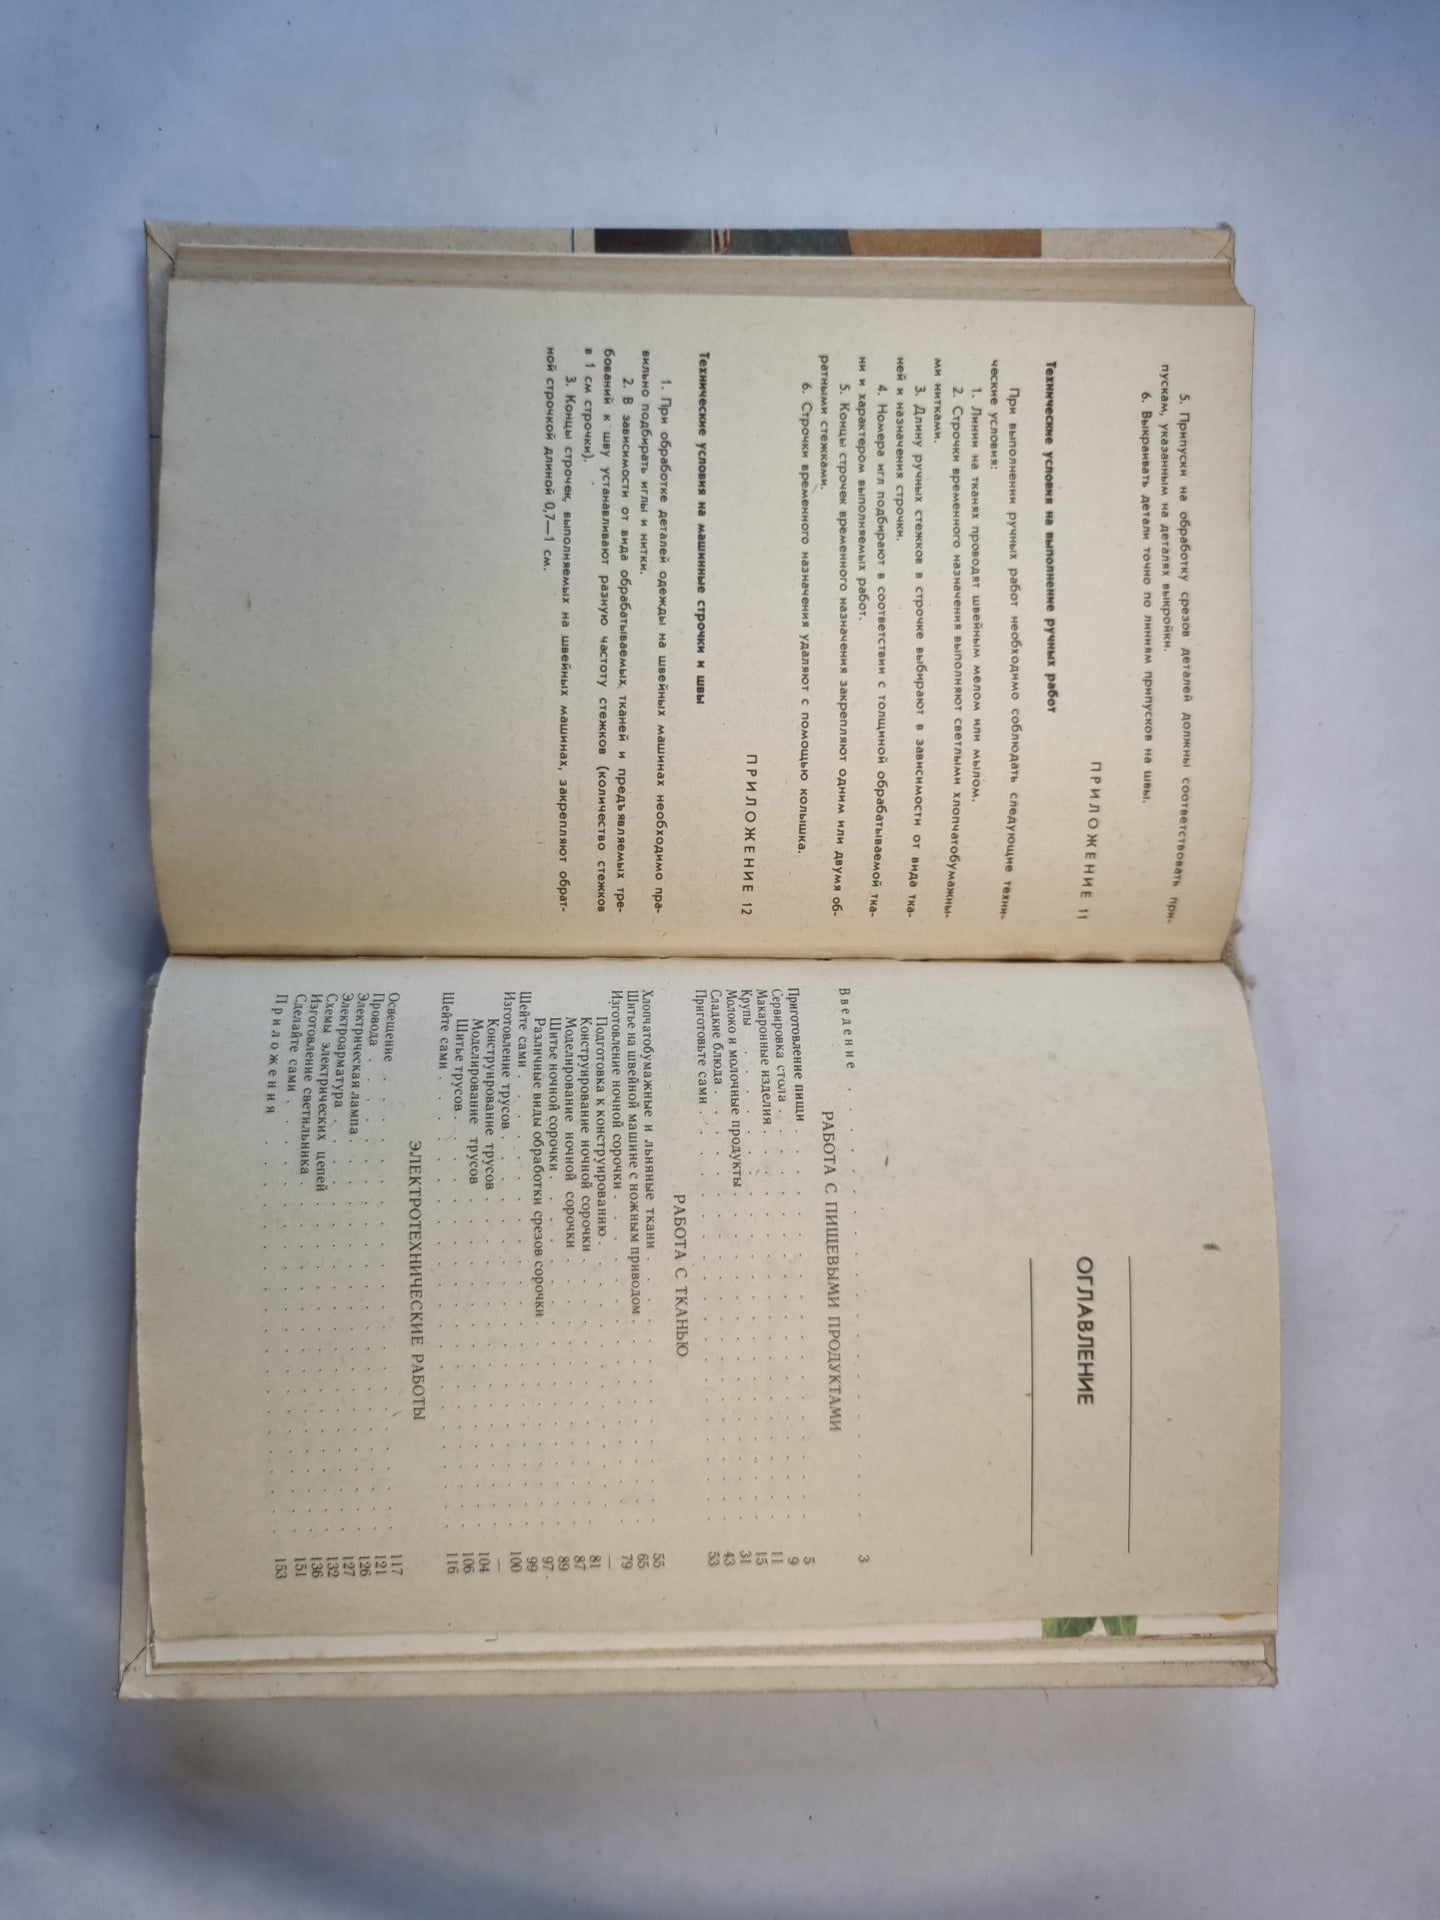 5. Припуски на обработку срезов деталей должны соответствовать при-
пускам, указанным на деталях выкройки.
6. Выкраивать детали точно по линиям припусков на швы.
ПРИЛОЖЕНИЕ 11
Технические условия на выполнение ручных работ
При выполнении ручных работ необходимо соблюдать следующие техни-
ческие условия:
1. Линии на тканях проводят швейным мелом или мылом.
2. Строчки временного назначения выполняют светлыми хлопчатобумажны-
ми нитками.
3. Длину ручных стежков в строчке выбирают в зависимости от вида тка-
ней и назначения строчки.
4. Номера игл подбирают в соответствии с толщиной обрабатываемой тка-
ни и характером выполняемых работ.
5. Концы строчек временного назначения закрепляют одним или двумя об-
ратными стежками.
6. Строчки временного назначения удаляют с помощью колышка.
ПРИЛОЖЕНИЕ 12
Технические условия на машинные строчки и швы
1. При обработке деталей одежды на швейных машинах необходимо пра-
вильно подбирать иглы и нитки.
2. В зависимости от вида обрабатываемых тканей и предъявляемых тре-
бований к шву устанавливают разную частоту стежков (количество стежков
в 1 см строчки).
3. Концы строчек, выполняемых на швейных машинах, закрепляют обрат-
ной строчкой длиной 0,7—1 см.
ОГЛАВЛЕНИЕ
Введение . . . . . . . . . . . . . . . 3
РАБОТА С ПИЩЕВЫМИ ПРОДУКТАМИ
Приготовление пищи . . . . . . . . . . . . 5
Сервировка стола . . . . . . . . . . . . 9
Макаронные изделия . . . . . . . . . . . . 11
Крупы . . . . . . . . . . . . . . . 15
Молоко и молочные продукты . . . . . . . . . . 31
Сладкие блюда . . . . . . . . . . . . . 43
Приготовьте сами . . . . . . . . . . . . 53
РАБОТА С ТКАНЬЮ
Хлопчатобумажные и льняные ткани . . . . . . . . 55
Шитье на швейной машине с ножным приводом . . . . . . 65
Изготовление ночной сорочки . . . . . . . . . . 79
Подготовка к конструированию . . . . . . . . . —
Конструирование ночной сорочки . . . . . . . . 81
Моделирование ночной сорочки . . . . . . . . . 87
Шитье ночной сорочки . . . . . . . . . . . 89
Различные виды обработки срезов сорочки . . . . . . 97
Шейте сами . . . . . . . . . . . . . . 99
Изготовление трусов . . . . . . . . . . . . 100
Конструирование трусов . . . . . . . . . . . —
Моделирование трусов . . . . . . . . . . . 104
Шитье трусов . . . . . . . . . . . . . 106
Шейте сами . . . . . . . . . . . . . . 116
ЭЛЕКТРОТЕХНИЧЕСКИЕ РАБОТЫ
Освещение . . . . . . . . . . . . . . 117
Провода . . . . . . . . . . . . . . . 121
Электрическая лампа . . . . . . . . . . . . 126
Электроарматура . . . . . . . . . . . . . 127
Схемы электрических цепей . . . . . . . . . . 132
Изготовление светильника . . . . . . . . . . 136
Сделайте сами . . . . . . . . . . . . . 151
Приложения . . . . . . . . . . . . . . 153